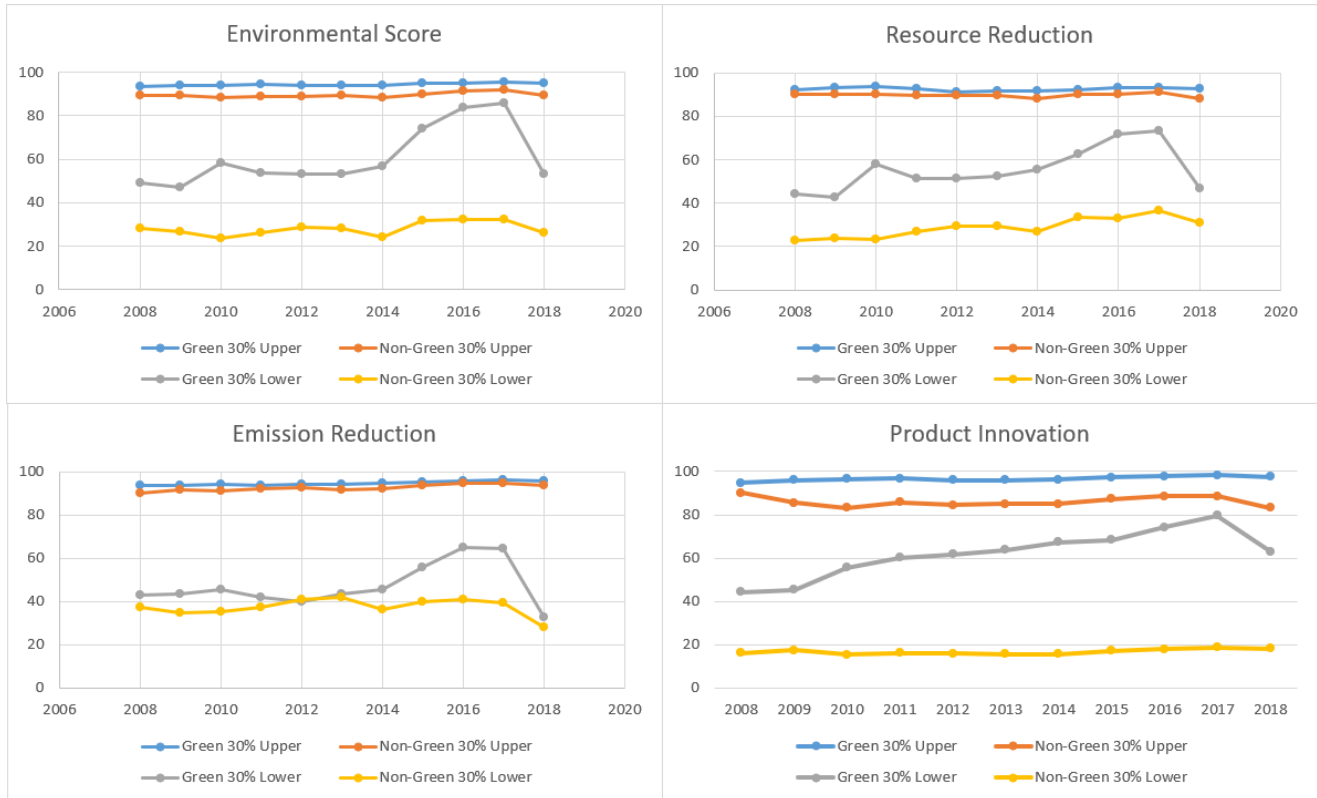 Environmental Score
100
80
60
40
20
0
2006 2008 2010 2012 2014 2016 2018 2020
Green 30% Upper Non-Green 30% Upper
Green 30% Lower Non-Green 30% Lower
Resource Reduction
100
80
60
40
20
0
2006 2008 2010 2012 2014 2016 2018 2020
Green 30% Upper Non-Green 30% Upper
Green 30% Lower Non-Green 30% Lower
Emission Reduction
100
80
60
40
20
0
2006 2008 2010 2012 2014 2016 2018 2020
Green 30% Upper Non-Green 30% Upper
Green 30% Lower Non-Green 30% Lower
Product Innovation
100
80
60
40
20
0
2008 2009 2010 2011 2012 2013 2014 2015 2016 2017 2018
Green 30% Upper Non-Green 30% Upper
Green 30% Lower Non-Green 30% Lower